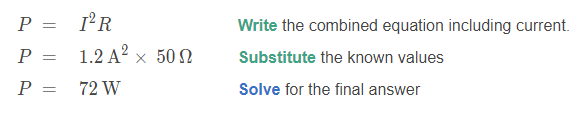 P = I²R Write the combined equation including current.
P = 1.2 A² × 50 Ω Substitute the known values
P = 72 W Solve for the final answer